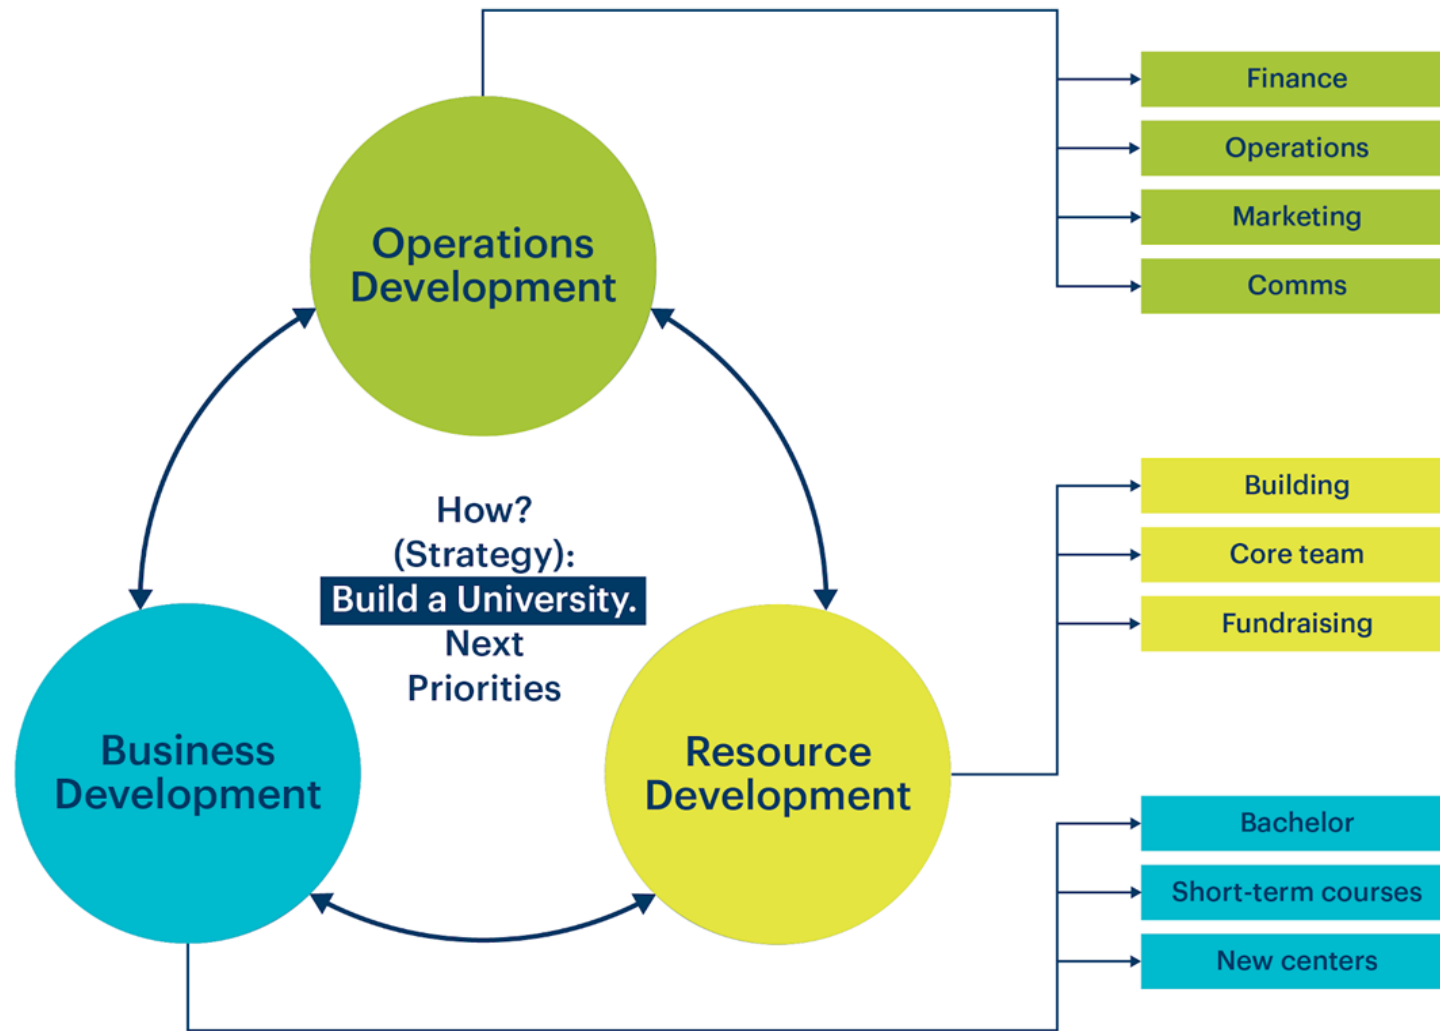 Operations
Development
How?
(Strategy):
Build a University.
Next
Priorities
Business
Development
Resource
Development
Finance
Operations
Marketing
Comms
Building
Core team
Fundraising
Bachelor
Short-term courses
New centers